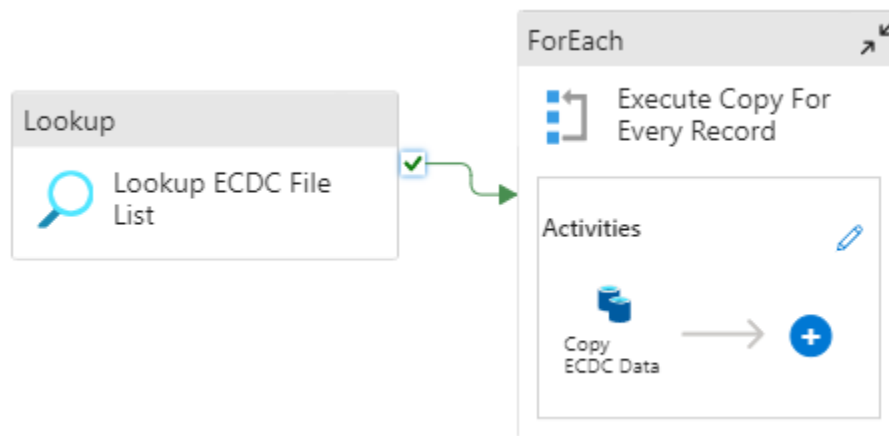 ForEach
Execute Copy For
Every Record
Lookup
Lookup ECDC File
List
Activities
Copy
ECDC Data